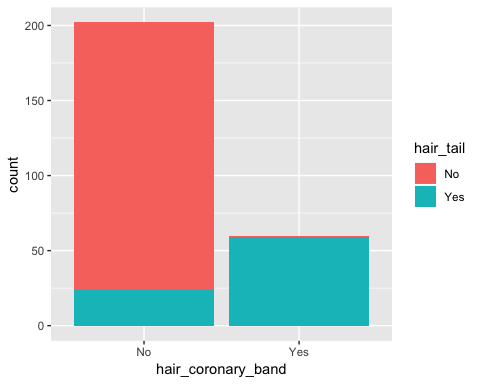 200
150
100
50
0
count
No
Yes
hair_coronary_band
hair_tail
No
Yes